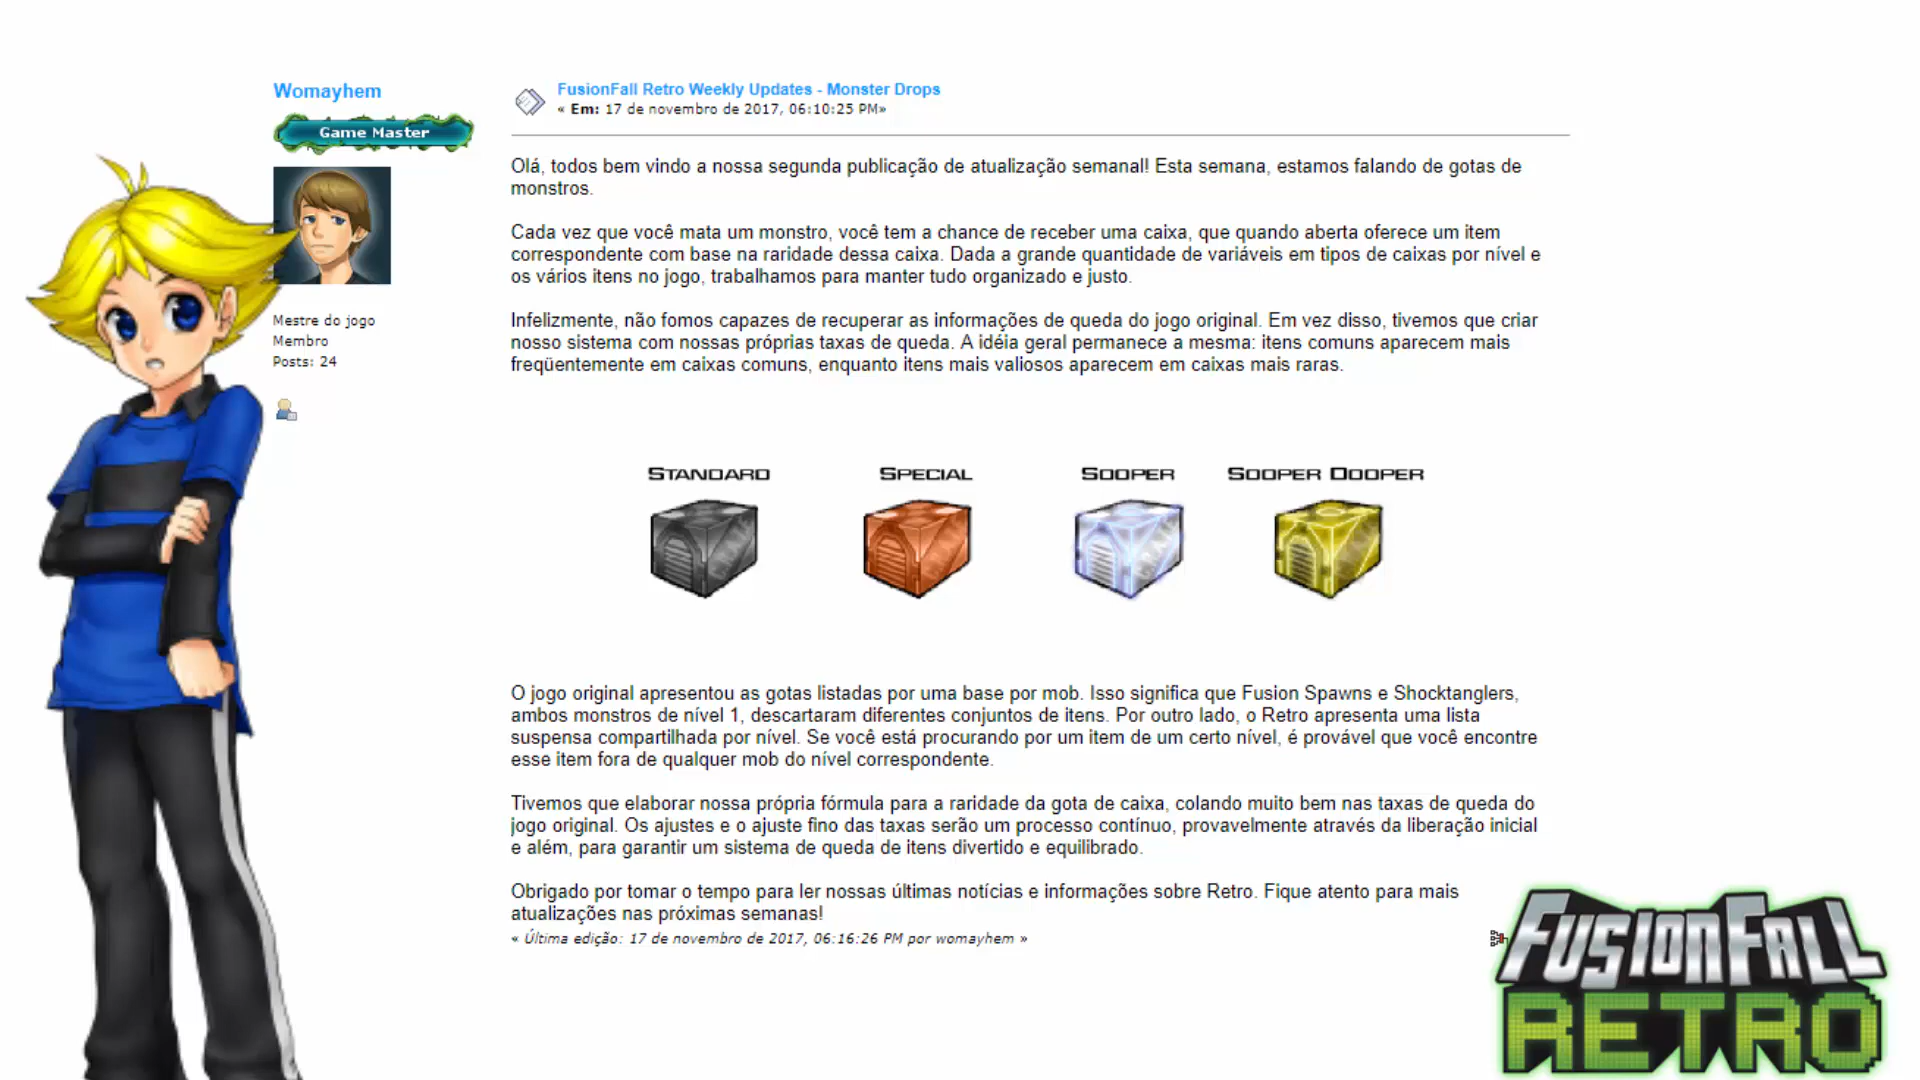 Womayhem
Game Master
Mestre do jogo
Membro
Posts: 24
FusionFall Retro Weekly Updates - Monster Drops
« Em: 17 de novembro de 2017, 06:10:25 PM»
Olá, todos bem vindo a nossa segunda publicação de atualização semanal! Esta semana, estamos falando de gotas de
monstros.
Cada vez que você mata um monstro, você tem a chance de receber uma caixa, que quando aberta oferece um item
correspondente com base na raridade dessa caixa. Dada a grande quantidade de variáveis em tipos de caixas por nível e
os vários itens no jogo, trabalhamos para manter tudo organizado e justo.
Infelizmente, não fomos capazes de recuperar as informações de queda do jogo original. Em vez disso, tivemos que criar
nosso sistema com nossas próprias taxas de queda. A idéia geral permanece a mesma: itens comuns aparecem mais
freqüentemente em caixas comuns, enquanto itens mais valiosos aparecem em caixas mais raras.
STANDARD
SPECIAL
SOOPER
SOOPER DOOPER
O jogo original apresentou as gotas listadas por uma base por mob. Isso significa que Fusion Spawns e Shocktanglers,
ambos monstros de nível 1, descartaram diferentes conjuntos de itens. Por outro lado, o Retro apresenta uma lista
suspensa compartilhada por nível. Se você está procurando por um item de um certo nível, é provável que você encontre
esse item fora de qualquer mob do nível correspondente.
Tivemos que elaborar nossa própria fórmula para a raridade da gota de caixa, colando muito bem nas taxas de queda do
jogo original. Os ajustes e o ajuste fino das taxas serão um processo contínuo, provavelmente através da liberação inicial
e além, para garantir um sistema de queda de itens divertido e equilibrado.
Obrigado por tomar o tempo para ler nossas últimas notícias e informações sobre Retro. Fique atento para mais
atualizações nas próximas semanas!
« Última edição: 17 de novembro de 2017, 06:16:26 PM por womayhem »
FUSIONFALL
RETRO